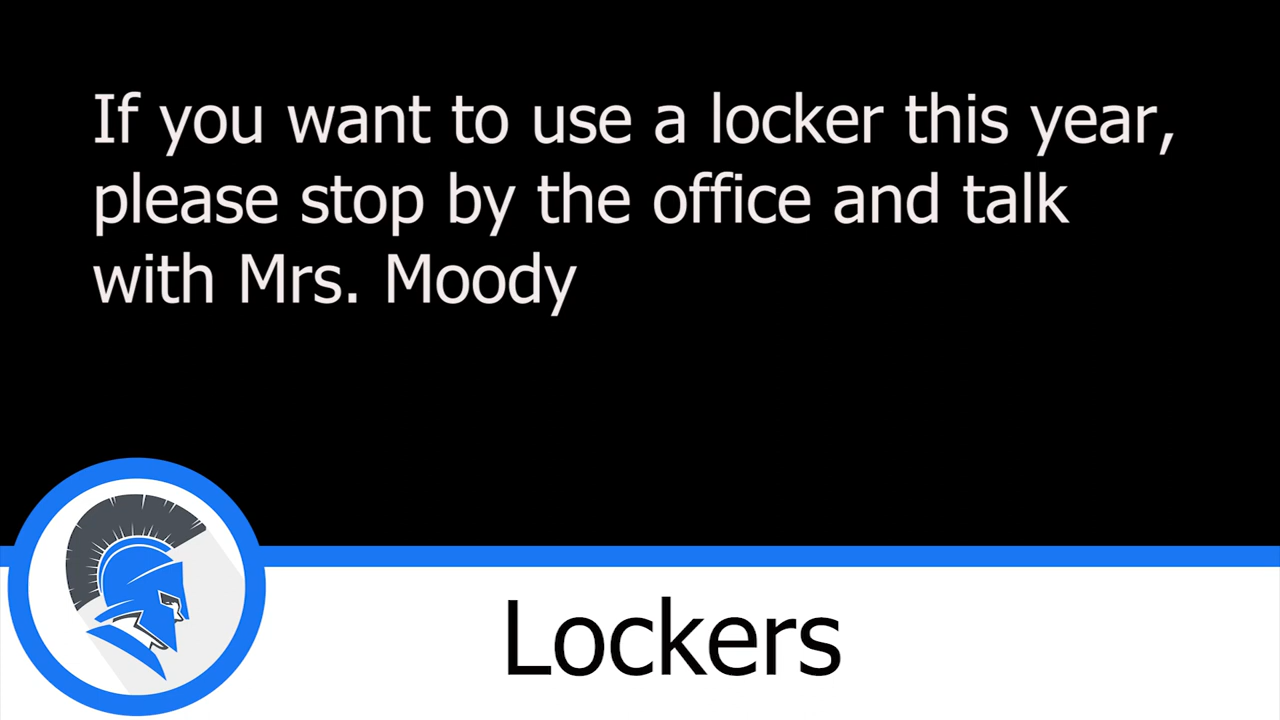 If you want to use a locker this year,
please stop by the office and talk
with Mrs. Moody
Lockers